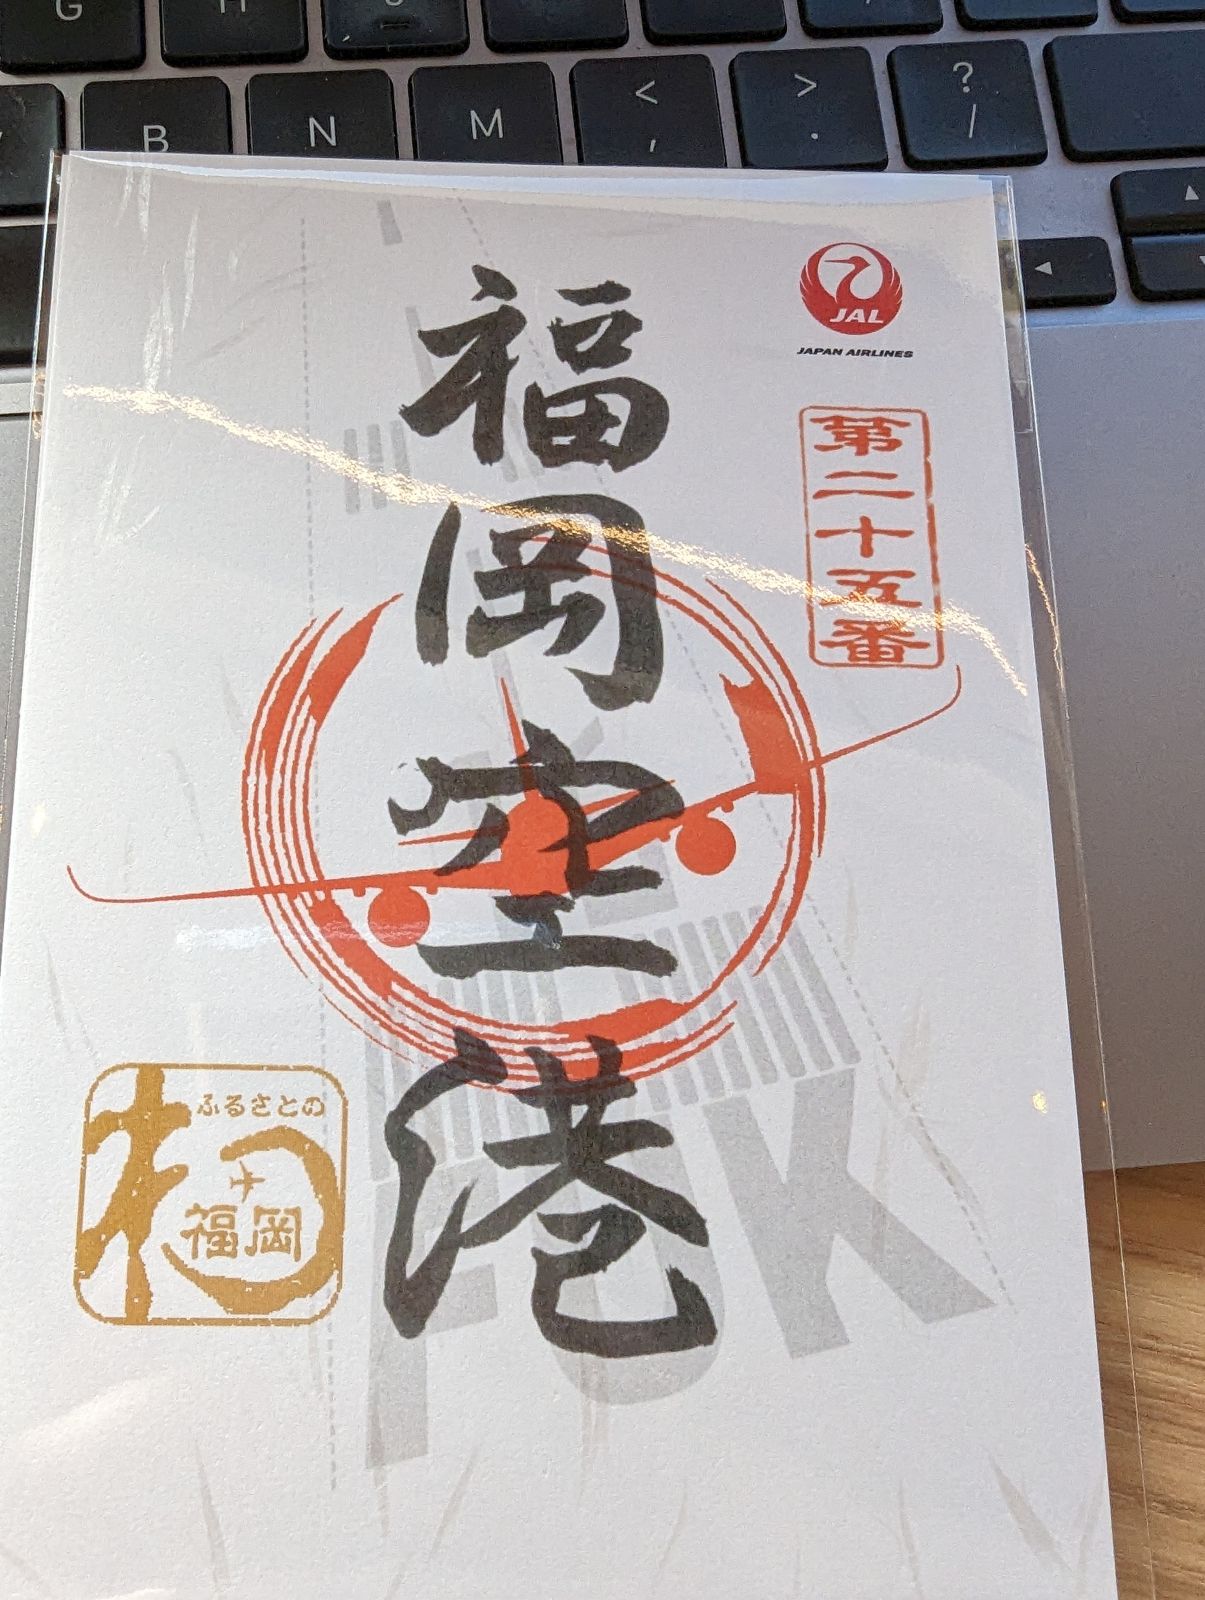 G H J
B N M < ,
> .
? /
JAL
JAPAN AIRLINES
第二十五番
福岡空港
ふるさとの
福岡
FUK